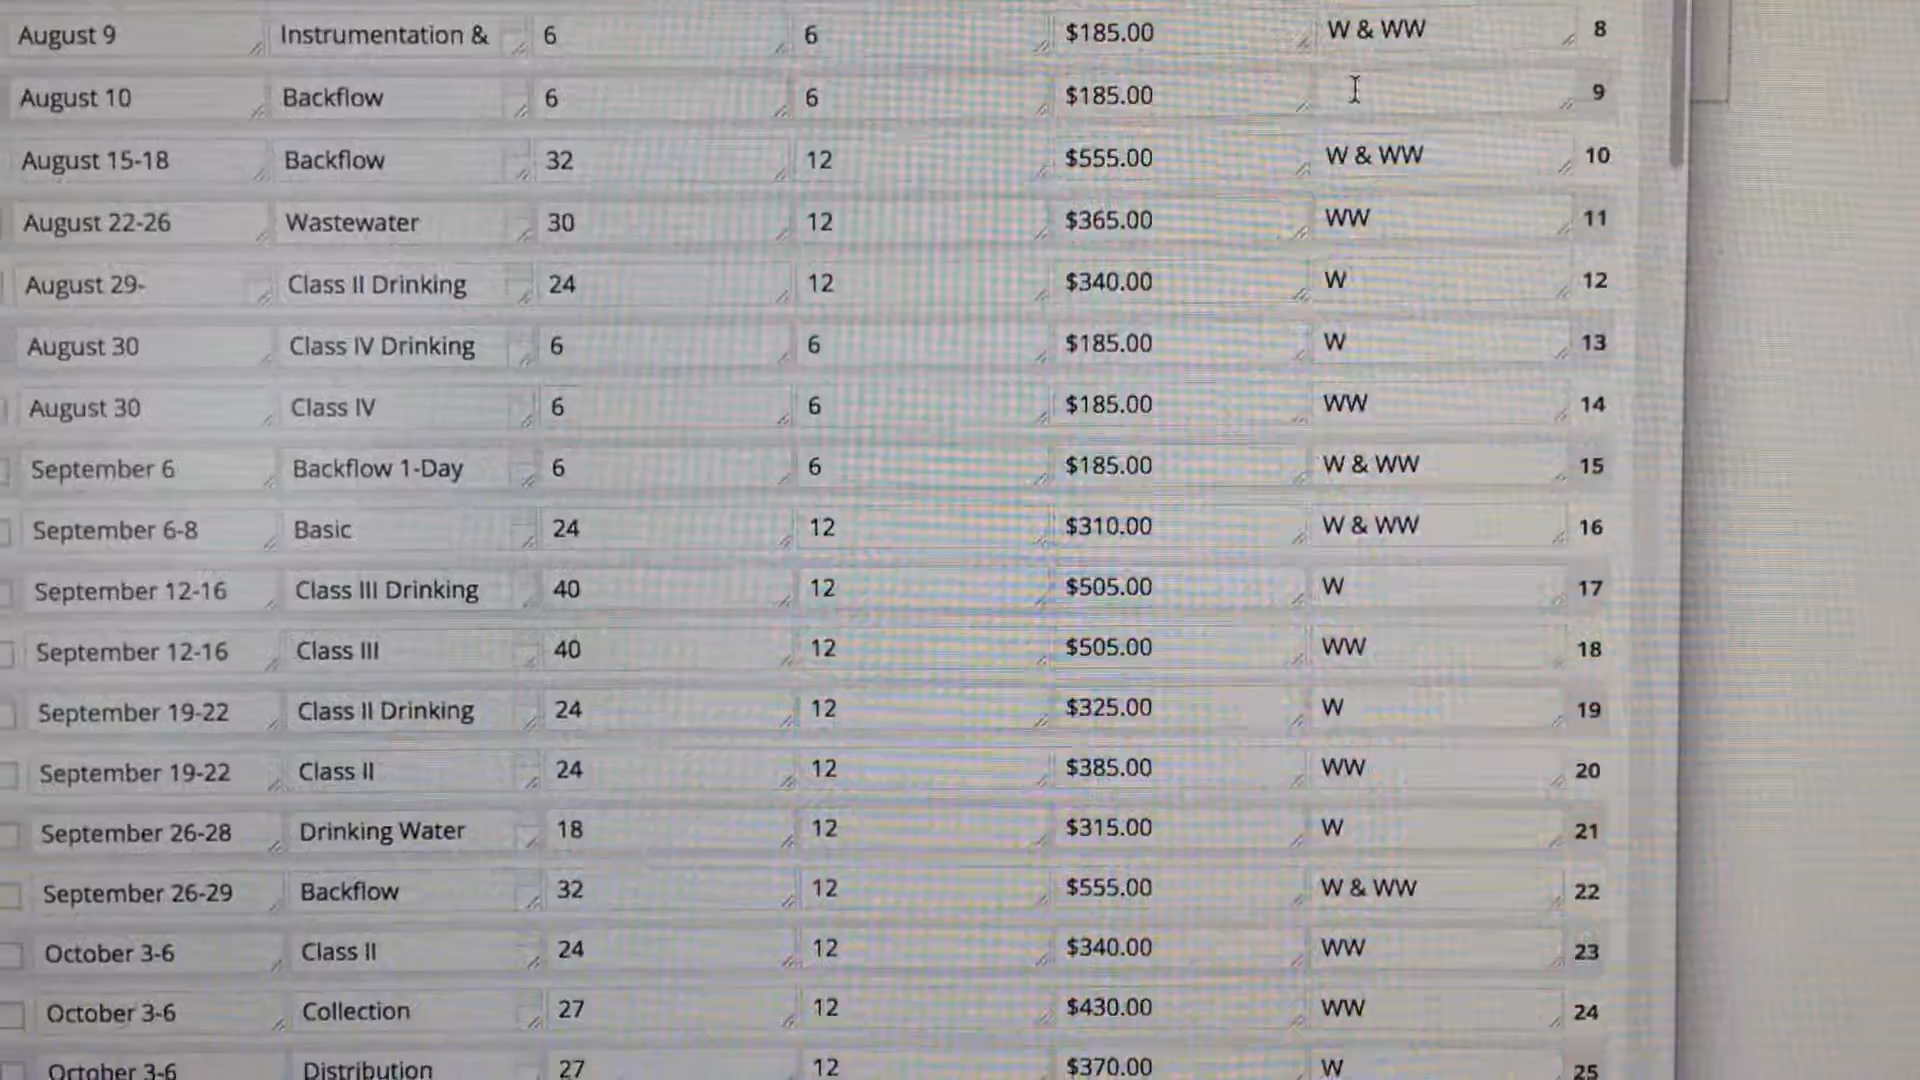 August 9 Instrumentation & 6 6 $185.00 W & WW 8
August 10 Backflow 6 6 $185.00 9
August 15-18 Backflow 32 12 $555.00 W & WW 10
August 22-26 Wastewater 30 12 $365.00 WW 11
August 29- Class II Drinking 24 12 $340.00 W 12
August 30 Class IV Drinking 6 6 $185.00 W 13
August 30 Class IV 6 6 $185.00 WW 14
September 6 Backflow 1-Day 6 6 $185.00 W & WW 15
September 6-8 Basic 24 12 $310.00 W & WW 16
September 12-16 Class III Drinking 40 12 $505.00 W 17
September 12-16 Class III 40 12 $505.00 WW 18
September 19-22 Class II Drinking 24 12 $325.00 W 19
September 19-22 Class II 24 12 $385.00 WW 20
September 26-28 Drinking Water 18 12 $315.00 W 21
September 26-29 Backflow 32 12 $555.00 W & WW 22
October 3-6 Class II 24 12 $340.00 WW 23
October 3-6 Collection 27 12 $430.00 WW 24
October 3-6 Distribution 27 12 $370.00 W 25